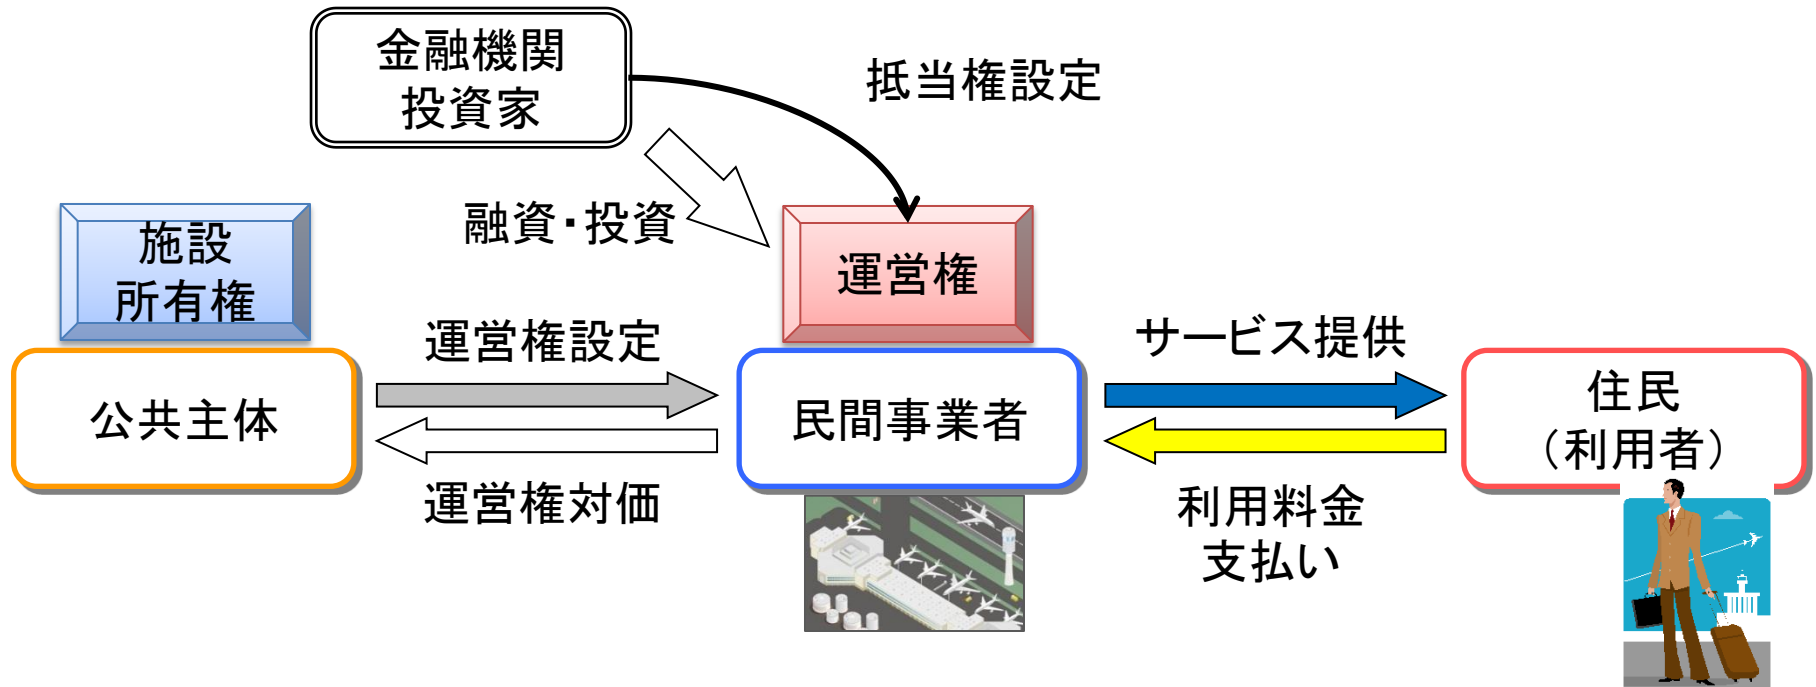 金融機関
投資家
抵当権設定
融資・投資
施設
所有権
運営権
運営権設定
サービス提供
公共主体
民間事業者
住民
（利用者）
運営権対価
利用料金
支払い